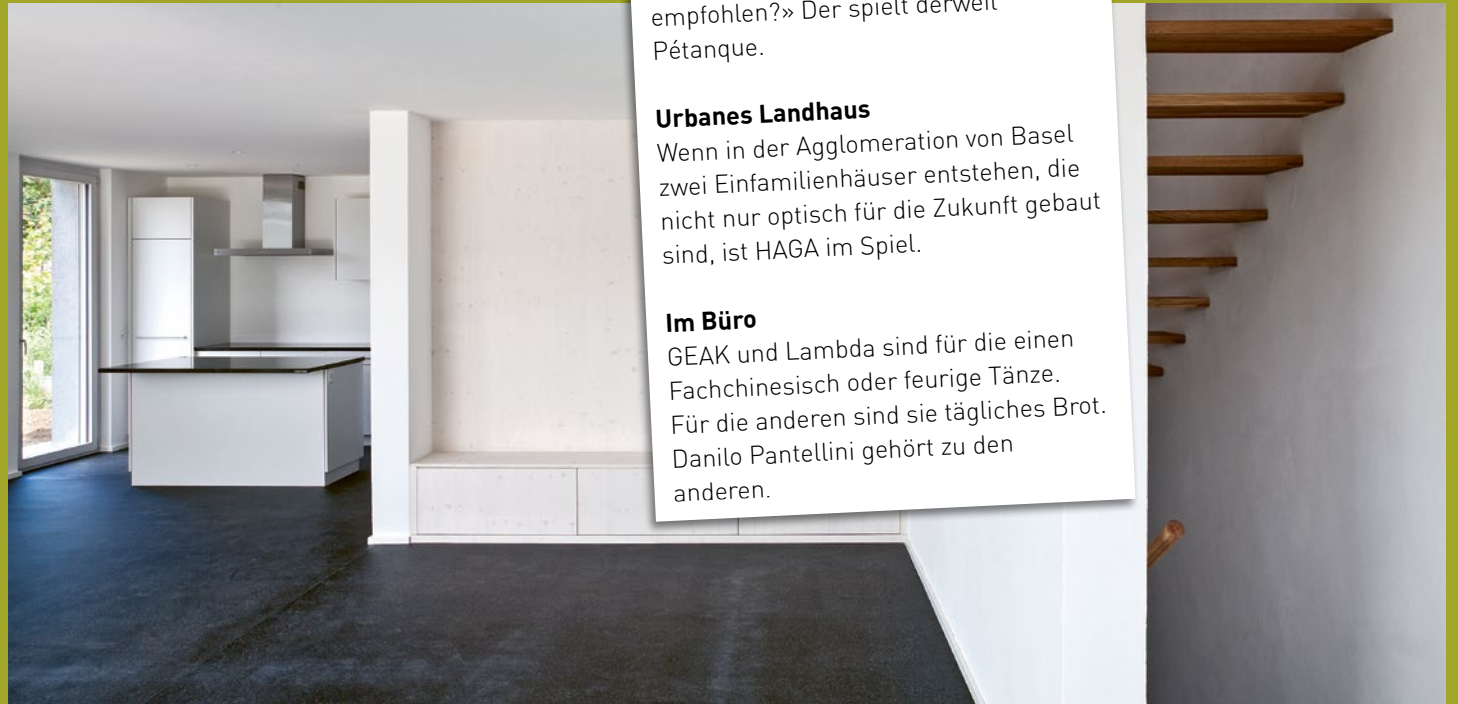 empfohlen?» Der spielt derweil
Pétanque.
Urbanes Landhaus
Wenn in der Agglomeration von Basel
zwei Einfamilienhäuser entstehen, die
nicht nur optisch für die Zukunft gebaut
sind, ist HAGA im Spiel.
Im Büro
GEAK und Lambda sind für die einen
Fachchinesisch oder feurige Tänze.
Für die anderen sind sie tägliches Brot.
Danilo Pantellini gehört zu den
anderen.